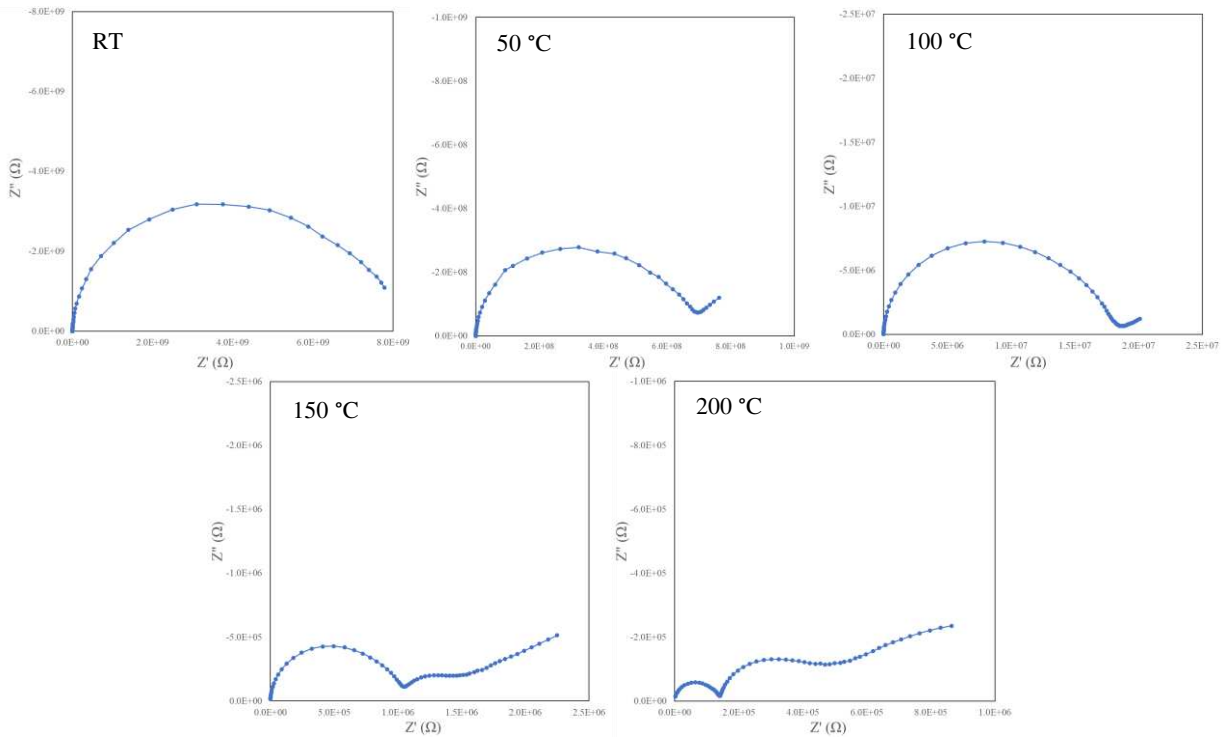 RT
-8.0E+09
-6.0E+09
-4.0E+09
-2.0E+09
0.0E+00
Z'' (Ω)
0.0E+00 2.0E+09 4.0E+09 6.0E+09 8.0E+09
Z' (Ω)
50 °C
-1.0E+09
-8.0E+08
-6.0E+08
-4.0E+08
-2.0E+08
0.0E+00
Z'' (Ω)
0.0E+00 2.0E+08 4.0E+08 6.0E+08 8.0E+08 1.0E+09
Z' (Ω)
100 °C
-2.5E+07
-2.0E+07
-1.5E+07
-1.0E+07
-5.0E+06
0.0E+00
Z'' (Ω)
0.0E+00 5.0E+06 1.0E+07 1.5E+07 2.0E+07 2.5E+07
Z' (Ω)
150 °C
-2.5E+06
-2.0E+06
-1.5E+06
-1.0E+06
-5.0E+05
0.0E+00
Z'' (Ω)
0.0E+00 5.0E+05 1.0E+06 1.5E+06 2.0E+06 2.5E+06
Z' (Ω)
200 °C
-1.0E+06
-8.0E+05
-6.0E+05
-4.0E+05
-2.0E+05
0.0E+00
Z'' (Ω)
0.0E+00 2.0E+05 4.0E+05 6.0E+05 8.0E+05 1.0E+06
Z' (Ω)